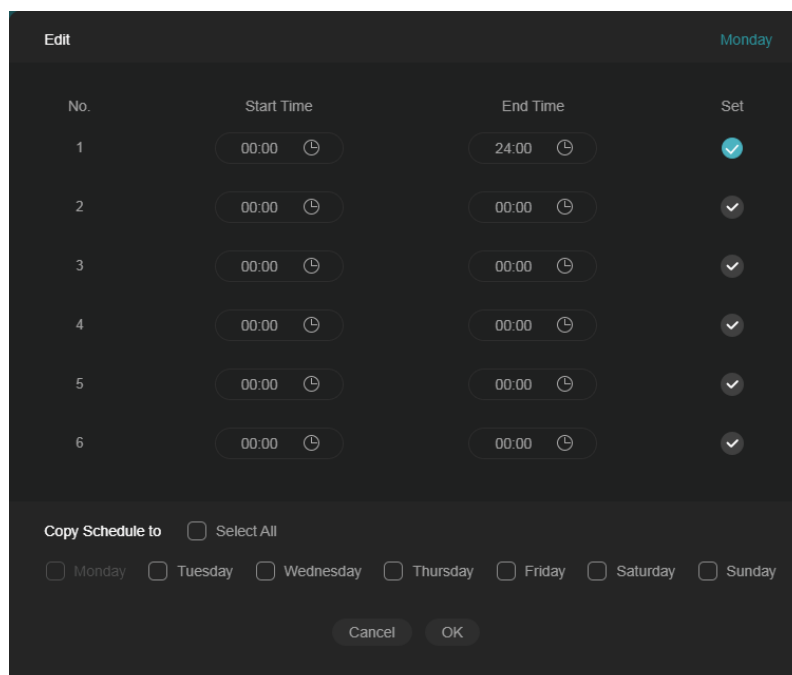 Edit Monday
No. Start Time End Time Set
1 00:00 24:00
2 00:00 00:00
3 00:00 00:00
4 00:00 00:00
5 00:00 00:00
6 00:00 00:00
Copy Schedule to Select All
Monday Tuesday Wednesday Thursday Friday Saturday Sunday
Cancel OK